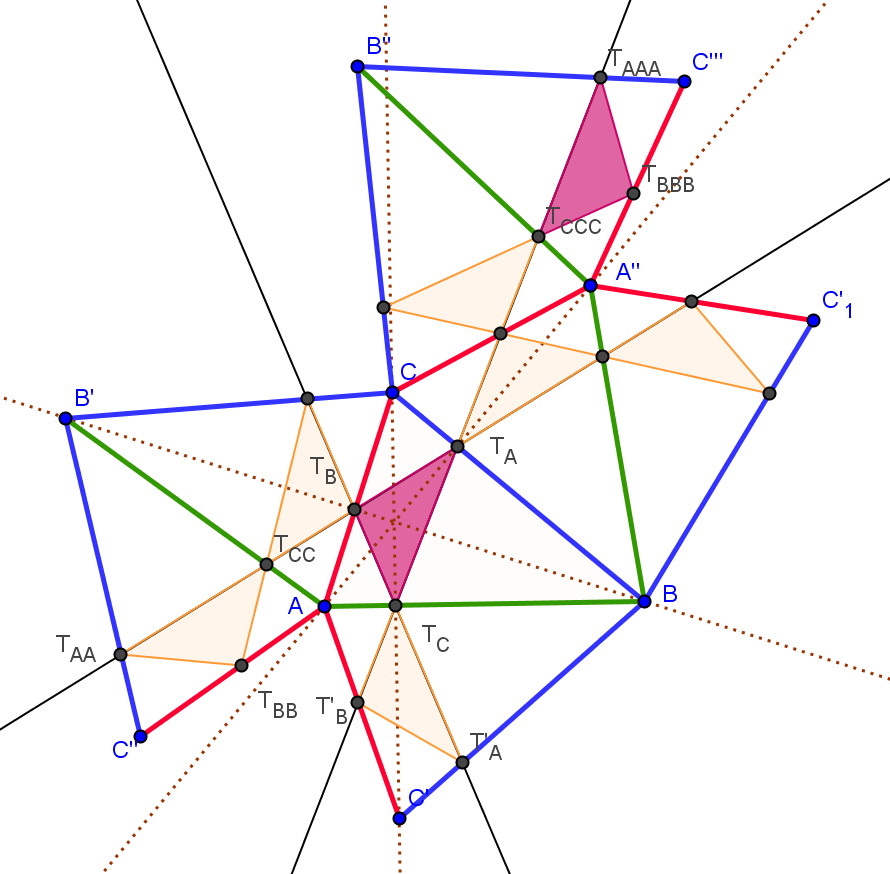 B''
T_AAA
C'''
T_BBB
T_CCC
A''
C'_1
C
B'
T_A
T_B
T_CC
B
A
T_C
T_AA
T_BB
T'_B
C''
T'_A
C'